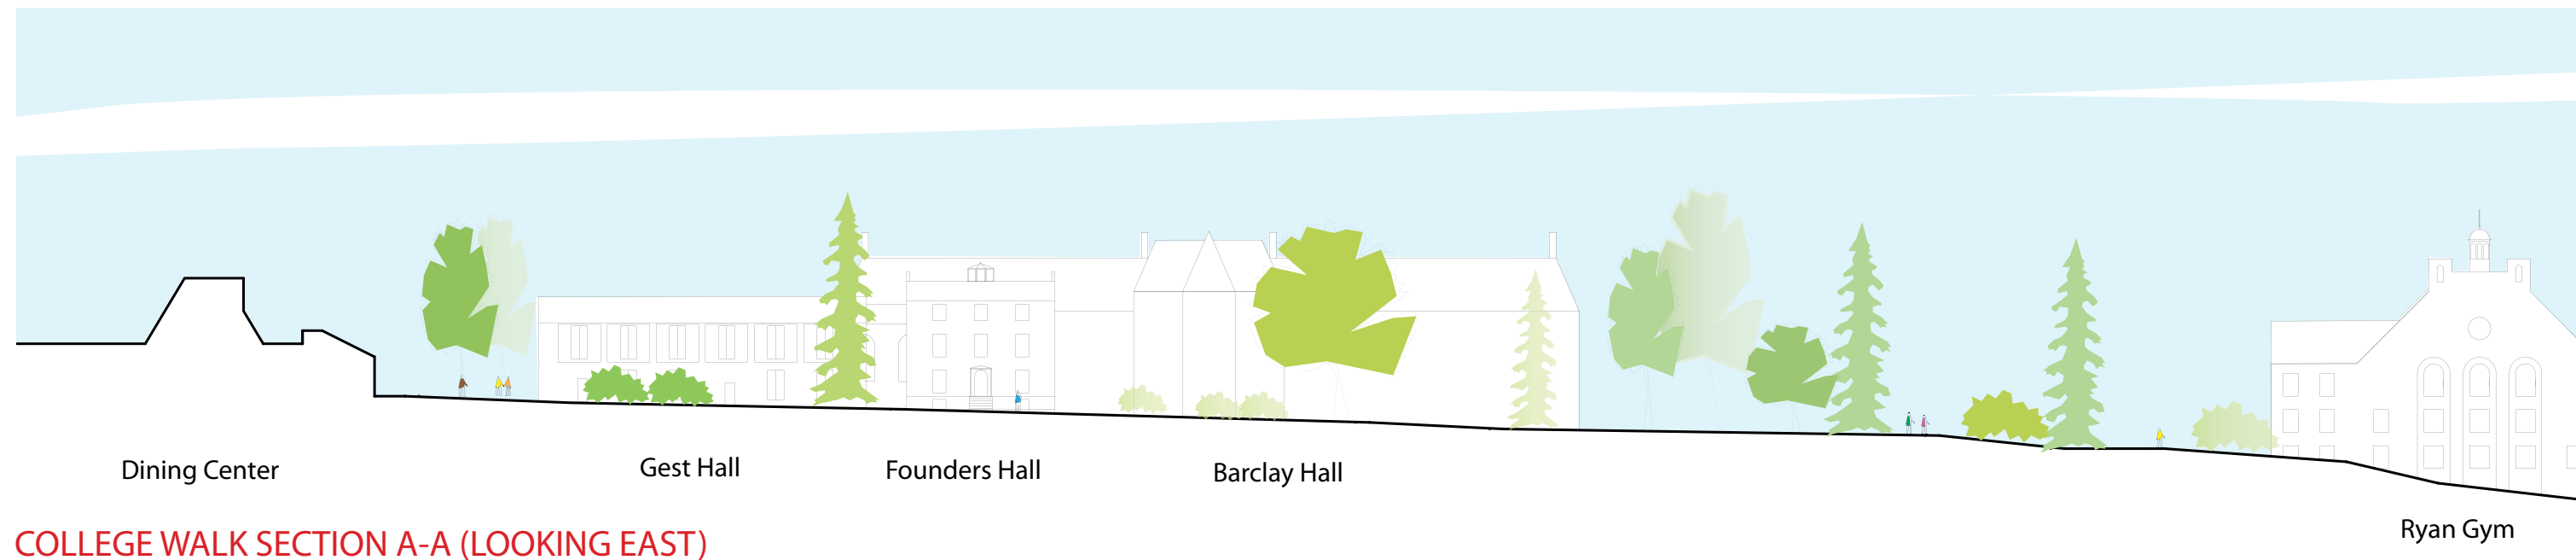 Dining Center
Gest Hall
Founders Hall
Barclay Hall
Ryan Gym
COLLEGE WALK SECTION A-A (LOOKING EAST)